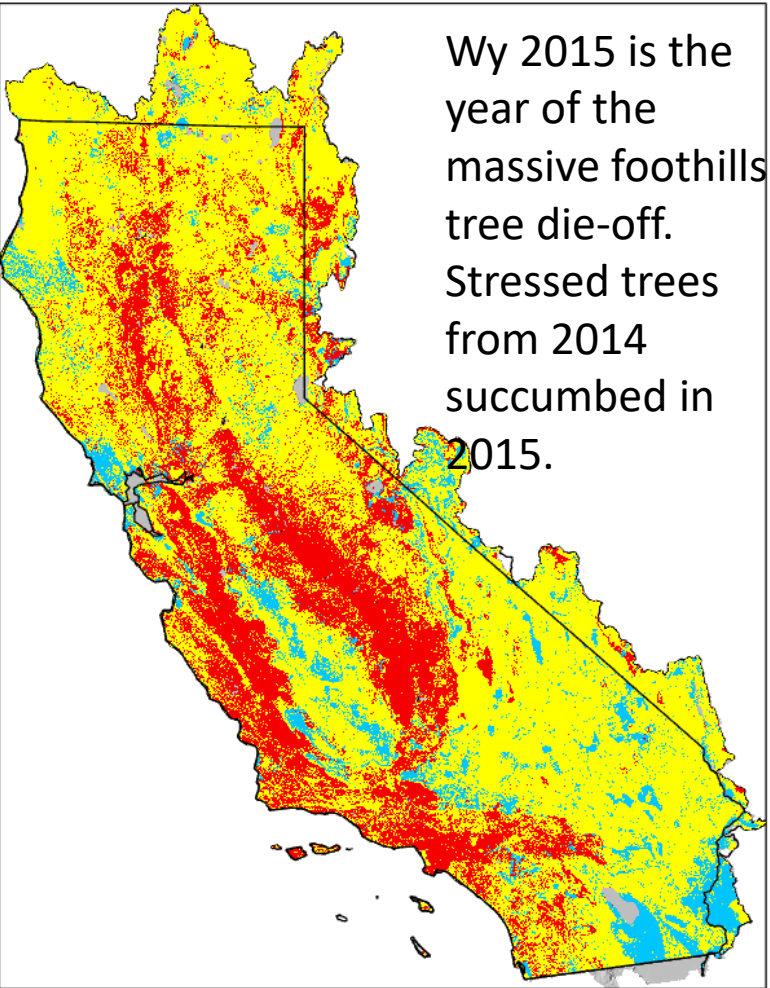 Wy 2015 is the
year of the
massive foothills
tree die-off.
Stressed trees
from 2014
succumbed in
2015.